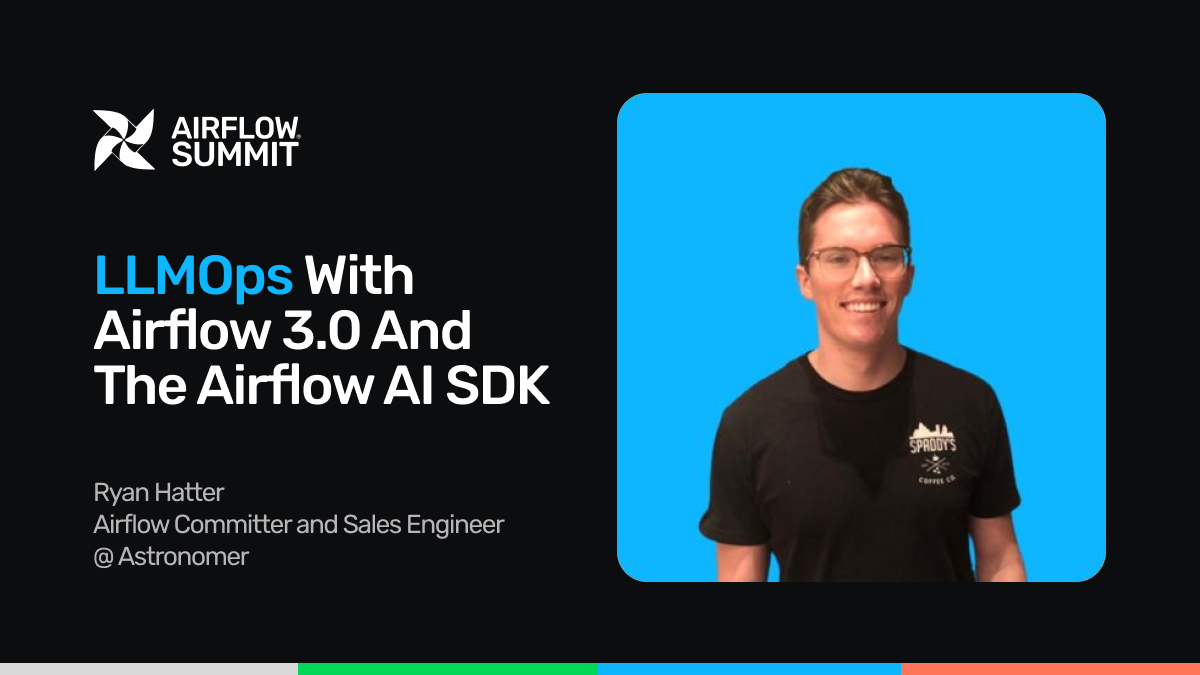 AIRFLOW
SUMMIT
LLMOps With
Airflow 3.0 And
The Airflow AI SDK
Ryan Hatter
Airflow Committer and Sales Engineer
@ Astronomer
SPADDY'S
COFFEE CO.